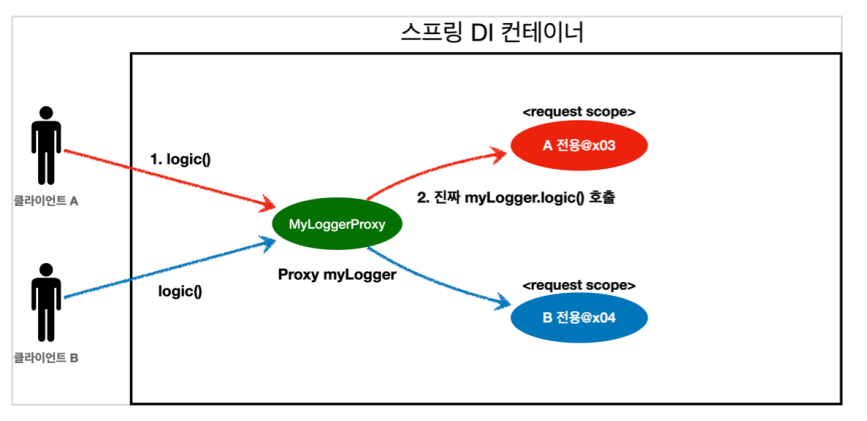 스프링 DI 컨테이너
<request scope>
A 전용@x03
1. logic()
클라이언트 A
2. 진짜 myLogger.logic() 호출
MyLoggerProxy
Proxy myLogger
logic()
<request scope>
B 전용@x04
클라이언트 B